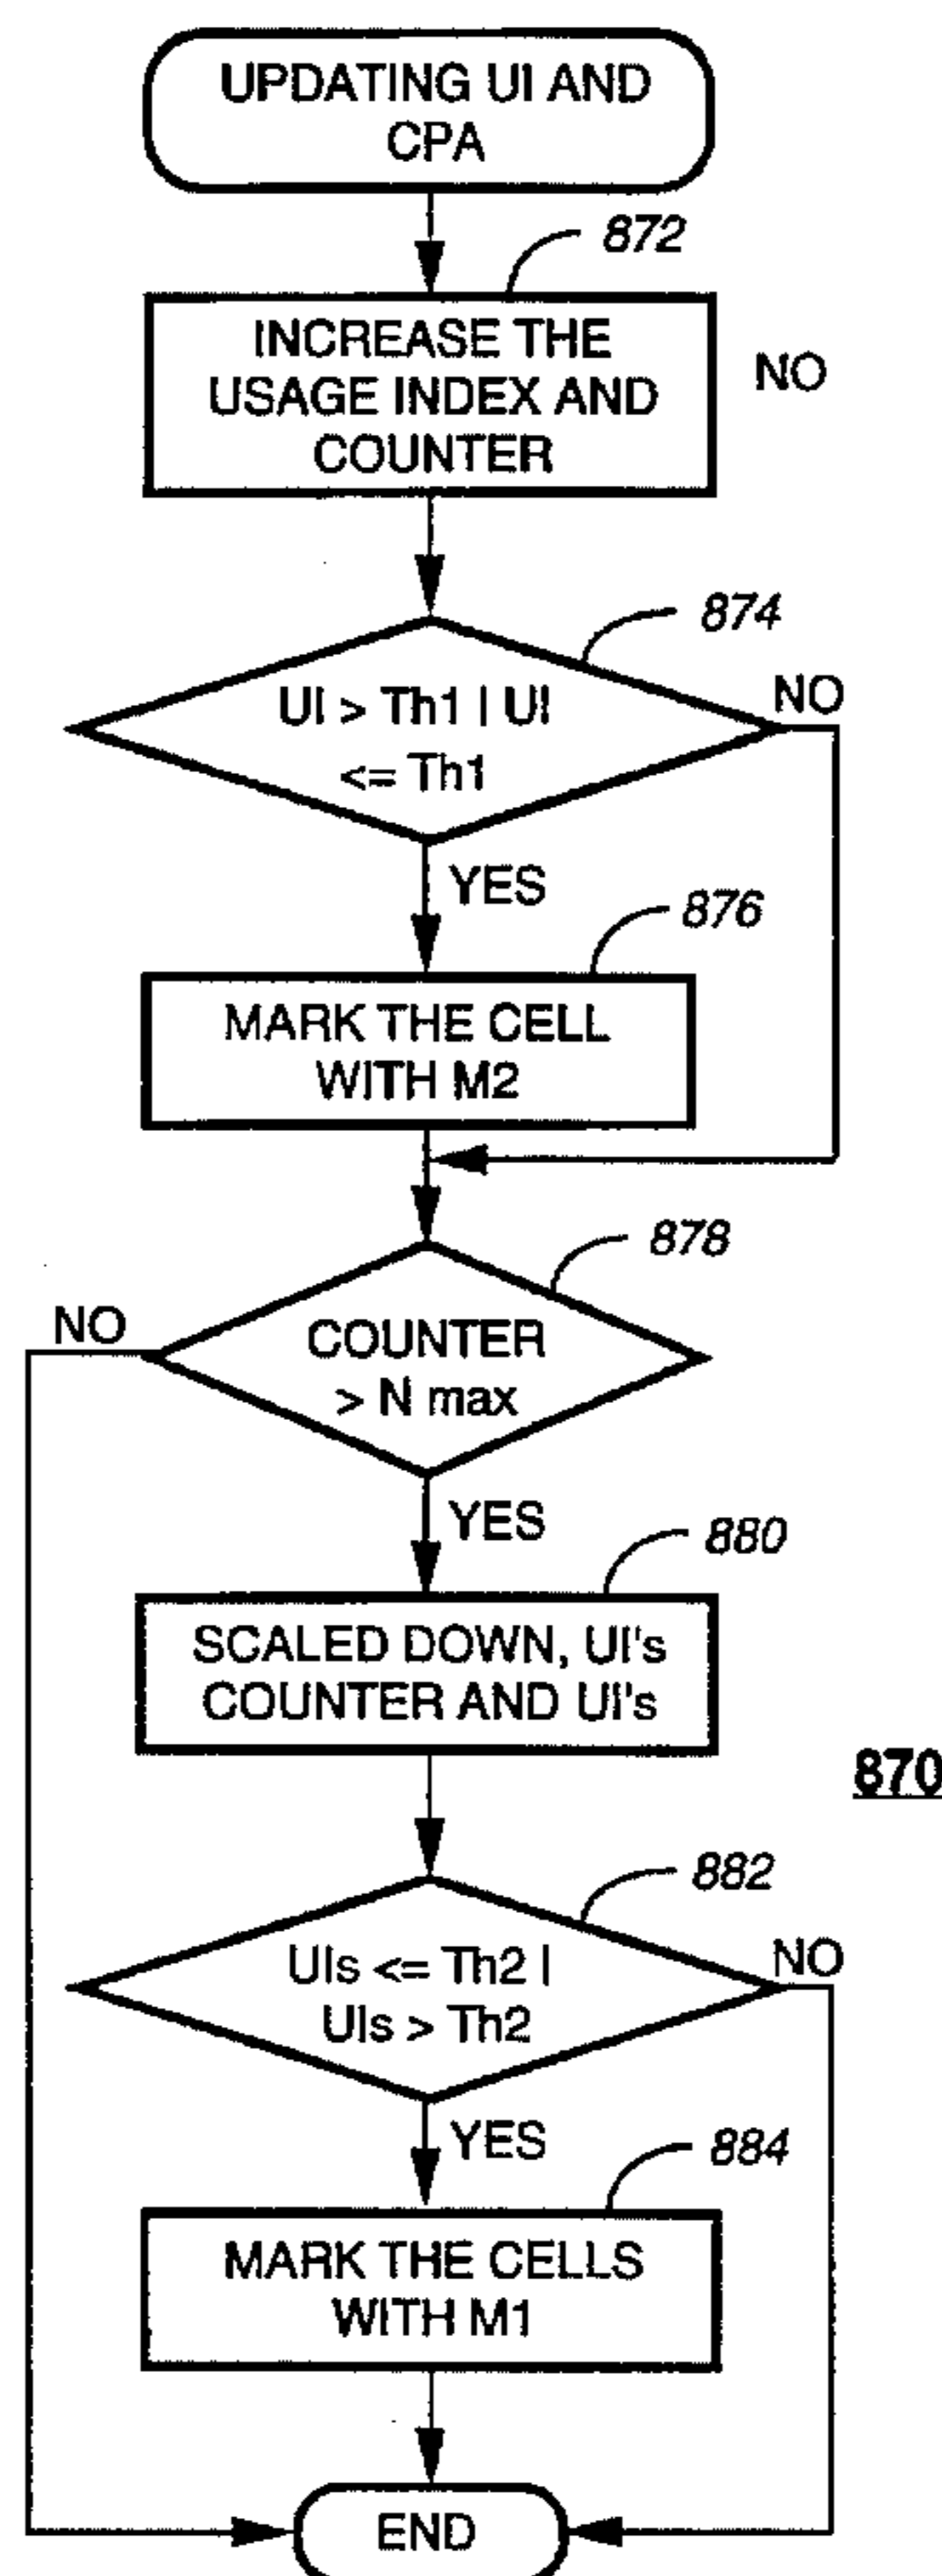 UPDATING UI AND
CPA
872
INCREASE THE
USAGE INDEX AND
COUNTER
NO
874
UI > Th1 | UI
<= Th1
NO
YES
876
MARK THE CELL
WITH M2
878
NO
COUNTER
> N max
YES
880
SCALED DOWN, UI's
COUNTER AND UI's
870
882
UIs <= Th2 |
UIs > Th2
NO
YES
884
MARK THE CELLS
WITH M1
END